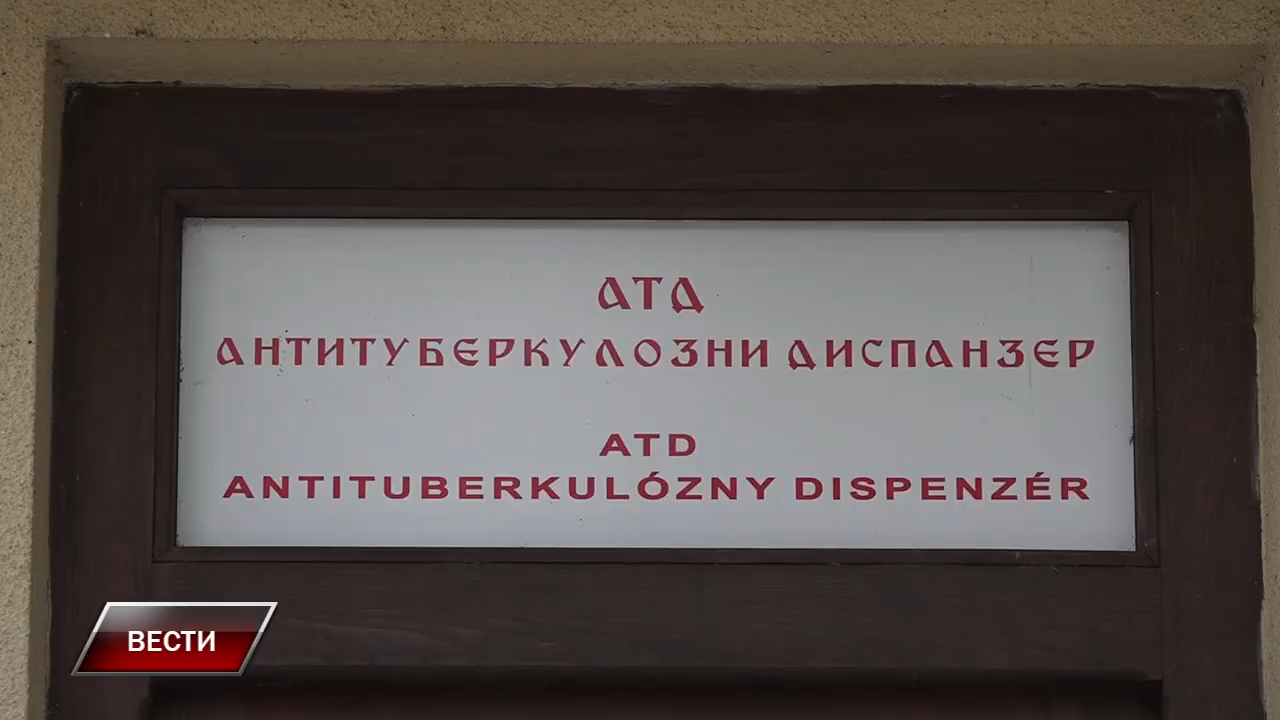 АТД
АНТИТУБЕРКУЛОЗНИ ДИСПАНЗЕР
ATD
ANTITUBERKULÓZNY DISPENZÉR
ВЕСТИ